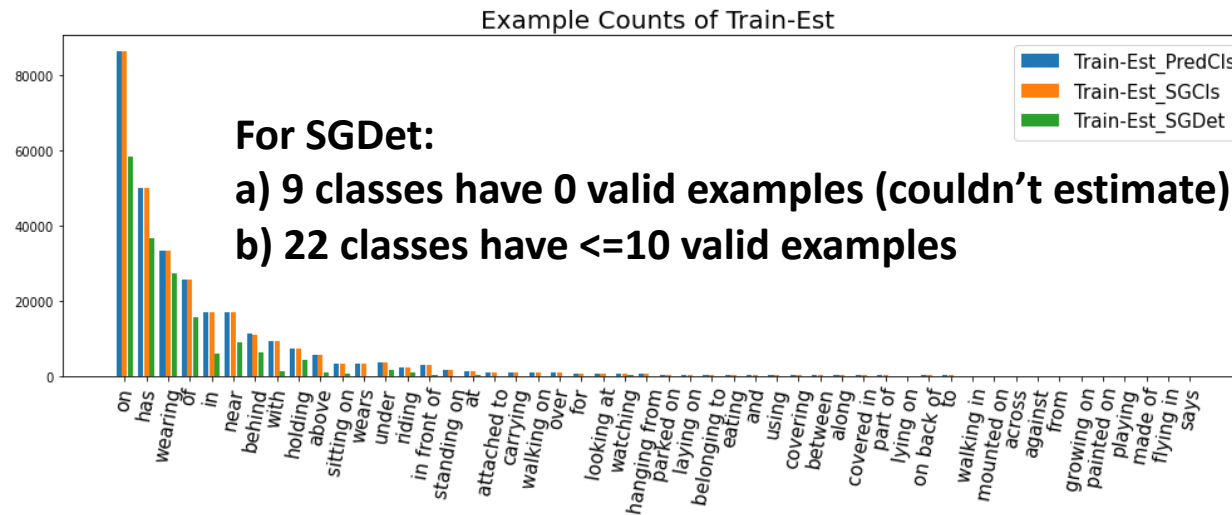 Example Counts of Train-Est
Train-Est_PredCls
Train-Est_SGCls
Train-Est_SGDet
For SGDet:
a) 9 classes have 0 valid examples (couldn’t estimate)
b) 22 classes have <=10 valid examples
80000
60000
40000
20000
0
on
has
wearing
of
in
near
behind
with
holding
above
sitting on
wears
under
riding
in front of
standing on
at
attached to
carrying
walking on
over
for
looking at
watching
hanging from
parked on
laying on
belonging to
eating
and
using
covering
between
along
covered in
part of
lying on
on back of
to
walking in
mounted on
across
against
from
growing on
painted on
playing
made of
flying in
says